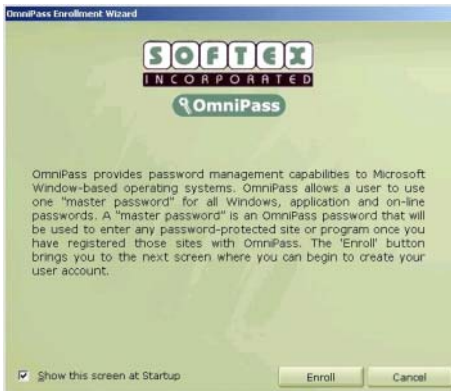 OmniPass Enrollment Wizard
SOFTEX
INCORPORATED
OmniPass
OmniPass provides password management capabilities to Microsoft
Window-based operating systems. OmniPass allows a user to use
one "master password" for all Windows, application and on-line
passwords. A "master password" is an OmniPass password that will
be used to enter any password-protected site or program once you
have registered those sites with OmniPass. The 'Enroll' button
brings you to the next screen where you can begin to create your
user account.
Show this screen at Startup
Enroll
Cancel